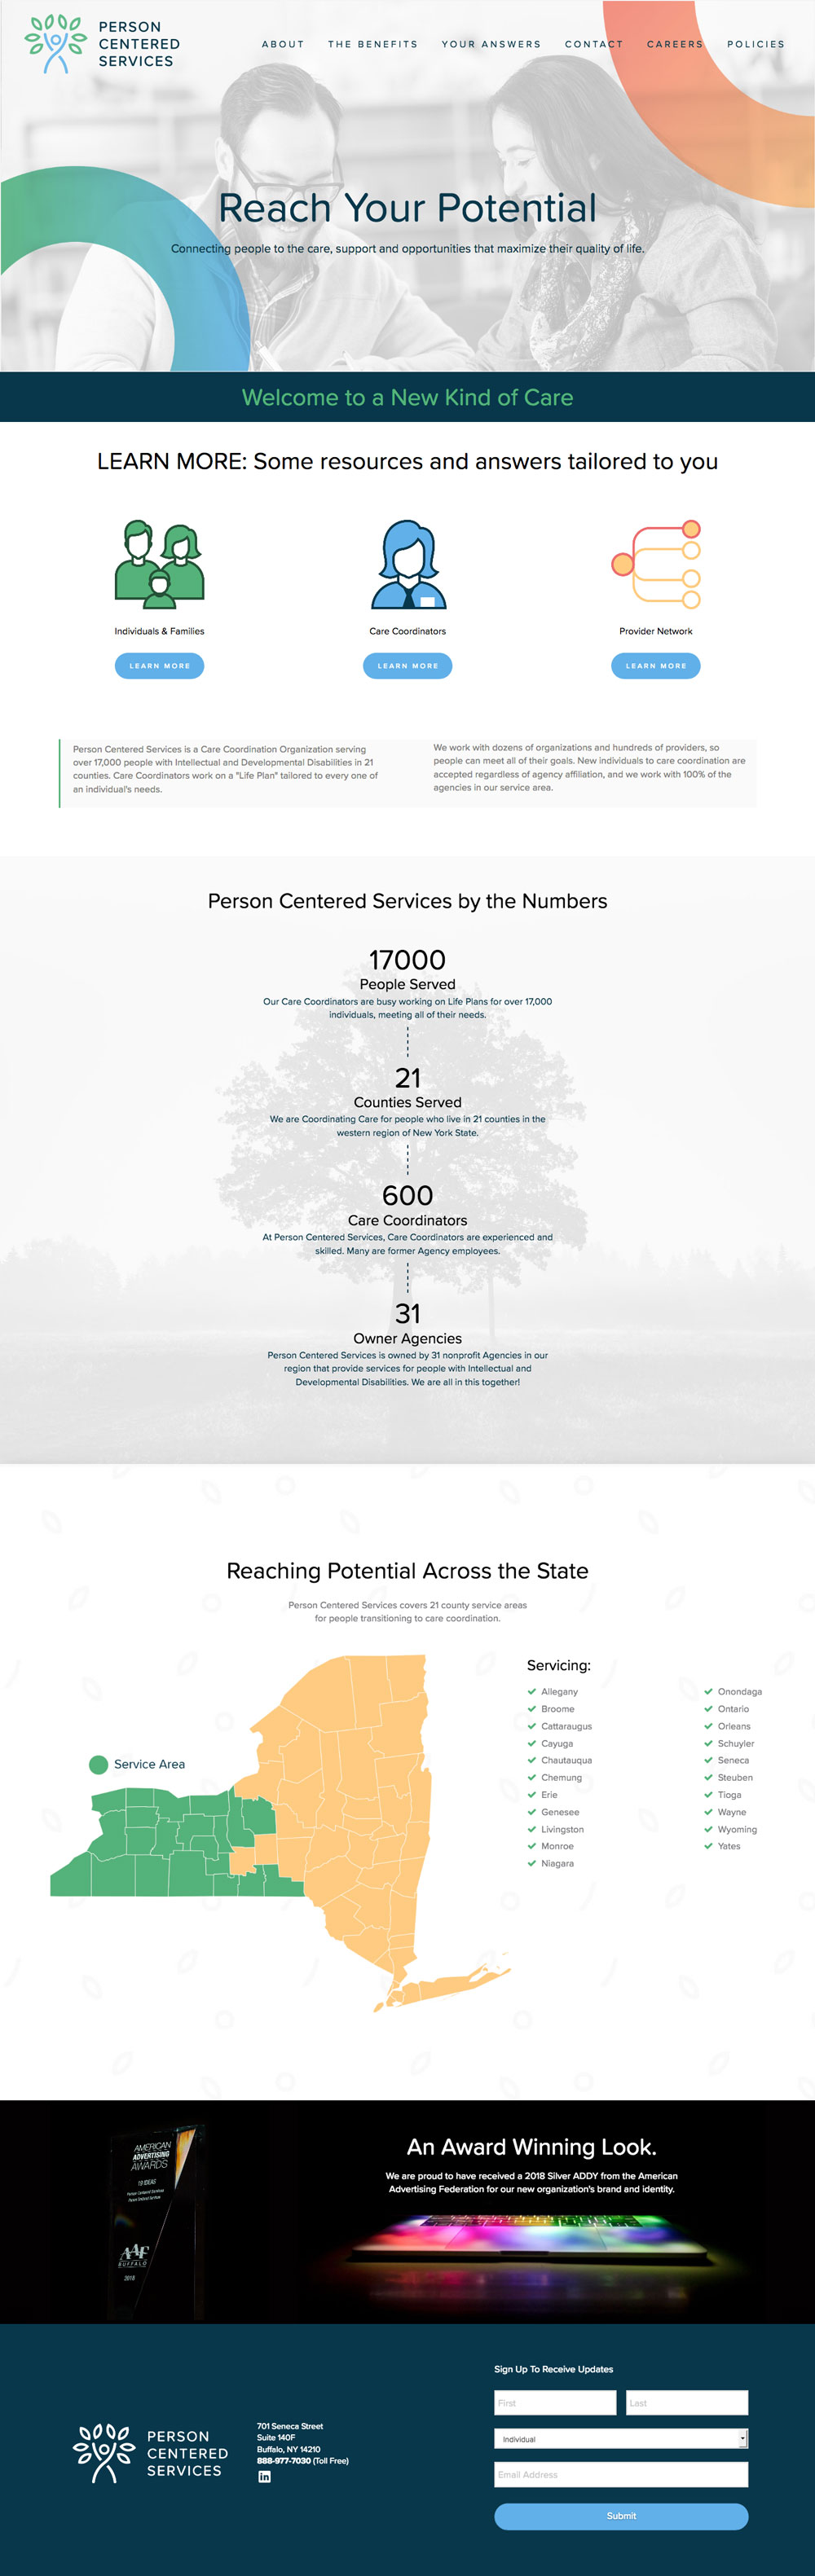 PERSON
CENTERED
SERVICES
ABOUT THE BENEFITS YOUR ANSWERS CONTACT CAREERS POLICIES
Reach Your Potential
Connecting people to the care, support and opportunities that maximize their quality of life.
Welcome to a New Kind of Care
LEARN MORE: Some resources and answers tailored to you
Individuals & Families
LEARN MORE
Care Coordinators
LEARN MORE
Provider Network
LEARN MORE
Person Centered Services is a Care Coordination Organization serving
over 17,000 people with Intellectual and Developmental Disabilities in 21
counties. Care Coordinators work on a "Life Plan" tailored to every one of
an individual's needs.
We work with dozens of organizations and hundreds of providers, so
people can meet all of their goals. New individuals to care coordination are
accepted regardless of agency affiliation, and we work with 100% of the
agencies in our service area.
Person Centered Services by the Numbers
17000
People Served
Our Care Coordinators are busy working on Life Plans for over 17,000
individuals, meeting all of their needs.
21
Counties Served
We are Coordinating Care for people who live in 21 counties in the
western region of New York State.
600
Care Coordinators
At Person Centered Services, Care Coordinators are experienced and
skilled. Many are former Agency employees.
31
Owner Agencies
Person Centered Services is owned by 31 nonprofit Agencies in our
region that provide services for people with Intellectual and
Developmental Disabilities. We are all in this together!
Reaching Potential Across the State
Person Centered Services covers 21 county service areas
for people transitioning to care coordination.
Service Area
Servicing:
Allegany
Broome
Cattaraugus
Cayuga
Chautauqua
Chemung
Erie
Genesee
Livingston
Monroe
Niagara
Onondaga
Ontario
Orleans
Schuyler
Seneca
Steuben
Tioga
Wayne
Wyoming
Yates
AMERICAN
ADVERTISING
AWARDS
19 IDEAS
Person Centered Services
AAF
BUFFALO
2018
An Award Winning Look.
We are proud to have received a 2018 Silver ADDY from the American
Advertising Federation for our new organization's brand and identity.
PERSON
CENTERED
SERVICES
701 Seneca Street
Suite 140F
Buffalo, NY 14210
888-977-7030 (Toll Free)
in
Sign Up To Receive Updates
First
Last
Individual
Email Address
Submit